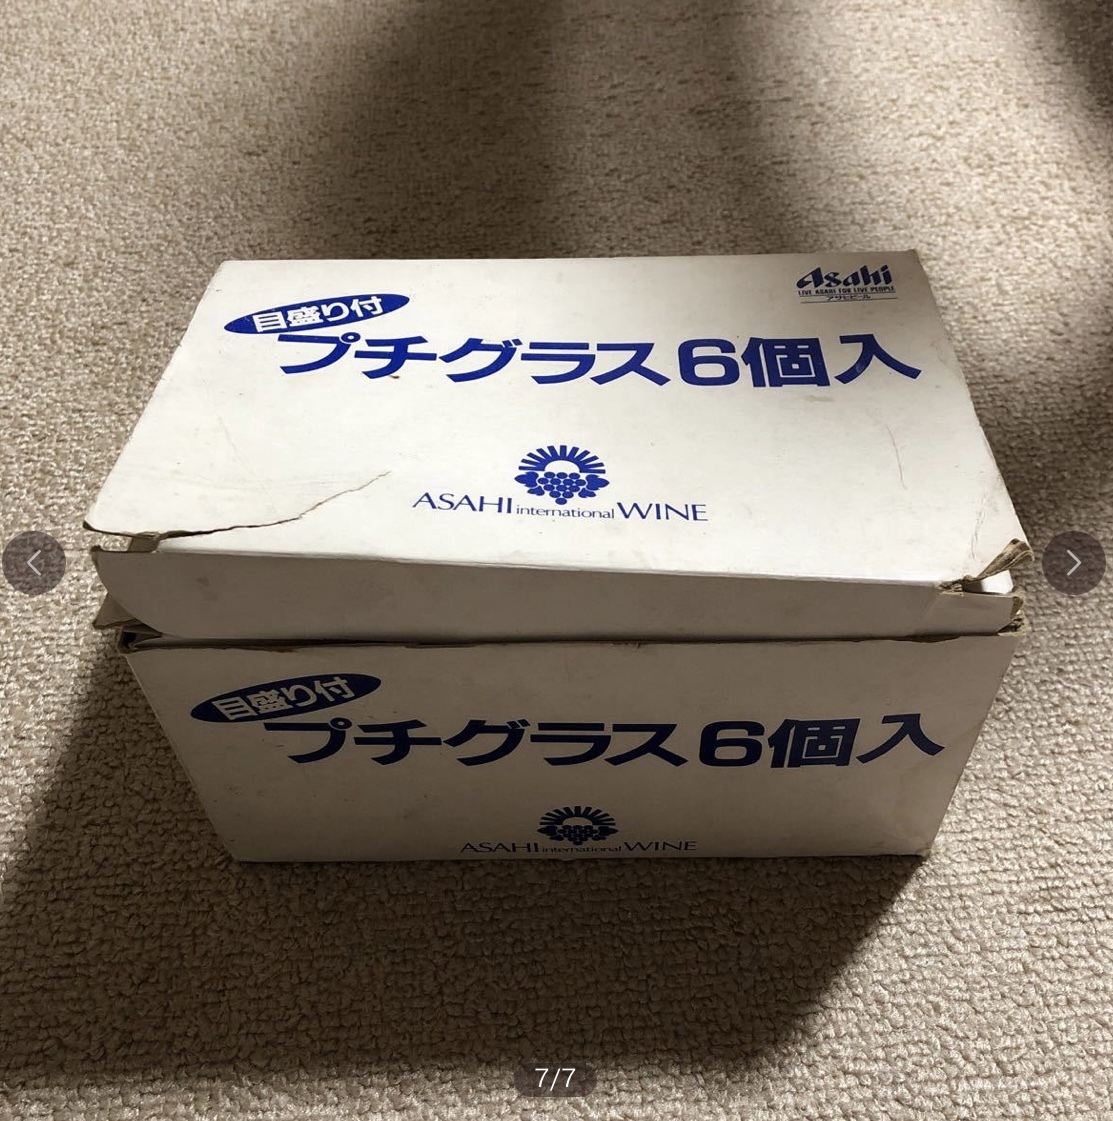 Asahi
LIVE ASAHI FOR LIVE PEOPLE
アサヒビール
目盛り付
プチグラス6個入
ASAHI international WINE
目盛り付
プチグラス6個入
ASAHI international WINE
7/7